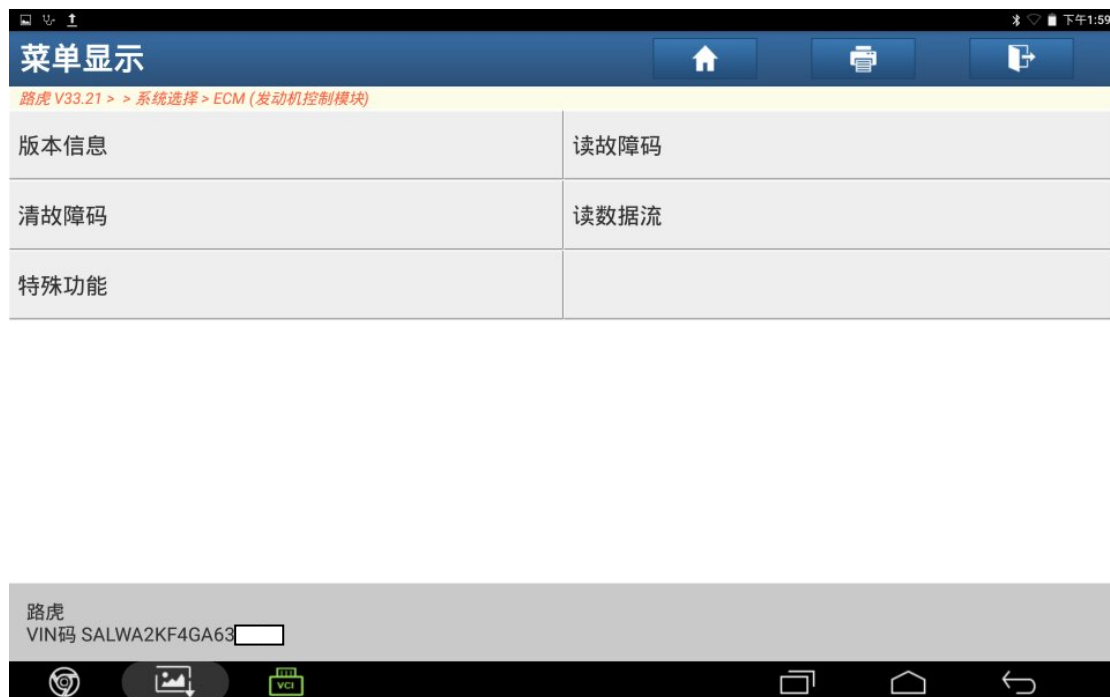 下午1:59
菜单显示
路虎 V33.21 > > 系统选择 > ECM (发动机控制模块)
版本信息
读故障码
清故障码
读数据流
特殊功能
路虎
VIN码 SALWA2KF4GA63
VCI